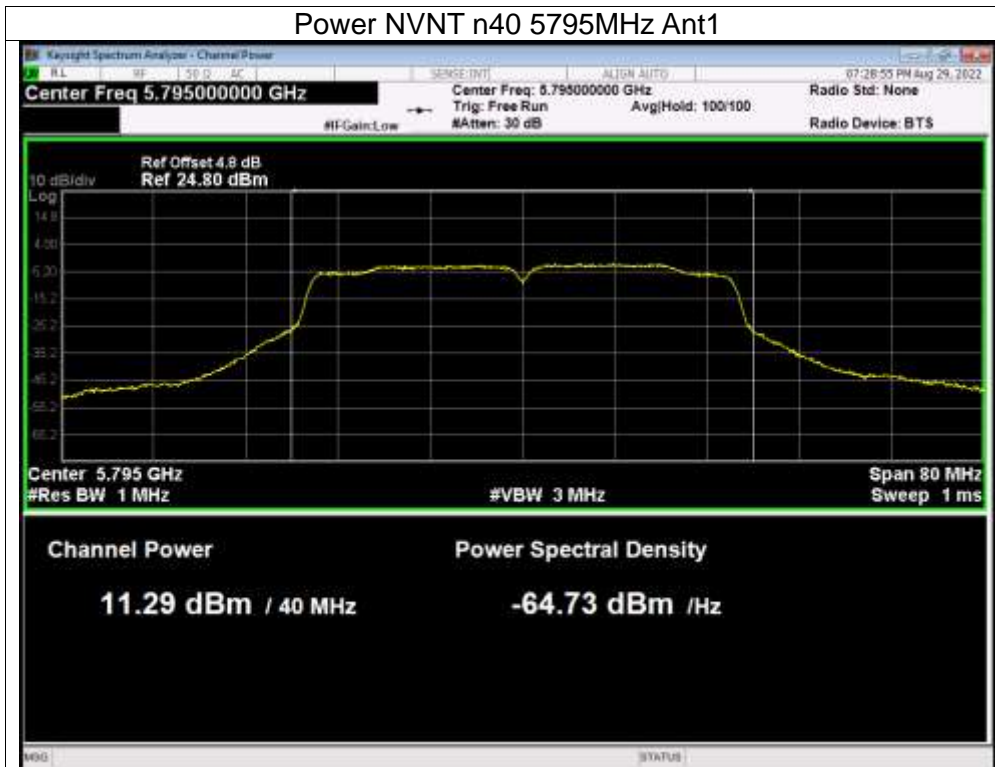 Power NVNT n40 5795MHz Ant1
Keysight Spectrum Analyzer - Channel Power
RL RF 50 Ω AC SENSE:INT ALIGN AUTO 07:28:55 PM Aug 29, 2022
Center Freq 5.795000000 GHz
Center Freq: 5.795000000 GHz
Radio Std: None
Trig: Free Run
Avg|Hold: 100/100
#IFGain:Low
#Atten: 30 dB
Radio Device: BTS
Ref Offset 4.8 dB
10 dB/div
Ref 24.80 dBm
Log
14.8
4.80
-5.20
-15.2
-25.2
-35.2
-45.2
-55.2
-65.2
Center 5.795 GHz
Span 80 MHz
#Res BW 1 MHz
#VBW 3 MHz
Sweep 1 ms
Channel Power
Power Spectral Density
11.29 dBm / 40 MHz
-64.73 dBm /Hz
MSG
STATUS